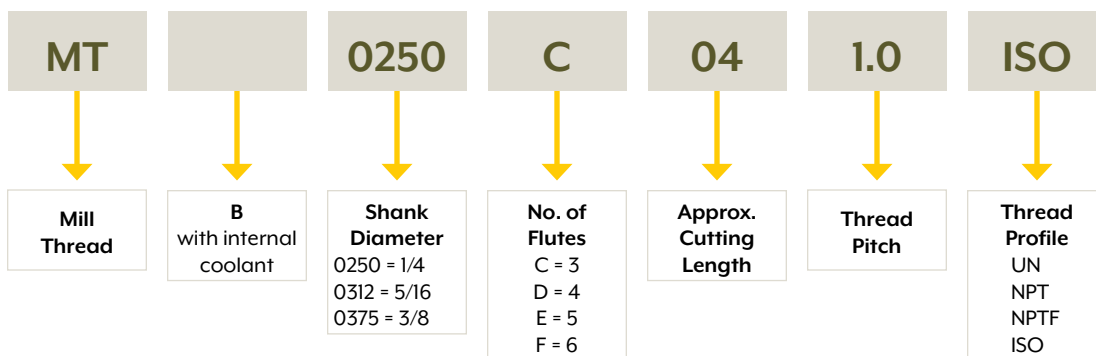 MT 0250 C 04 1.0 ISO
Mill
Thread
B
with internal
coolant
Shank
Diameter
0250 = 1/4
0312 = 5/16
0375 = 3/8
No. of
Flutes
C = 3
D = 4
E = 5
F = 6
Approx.
Cutting
Length
Thread
Pitch
Thread
Profile
UN
NPT
NPTF
ISO